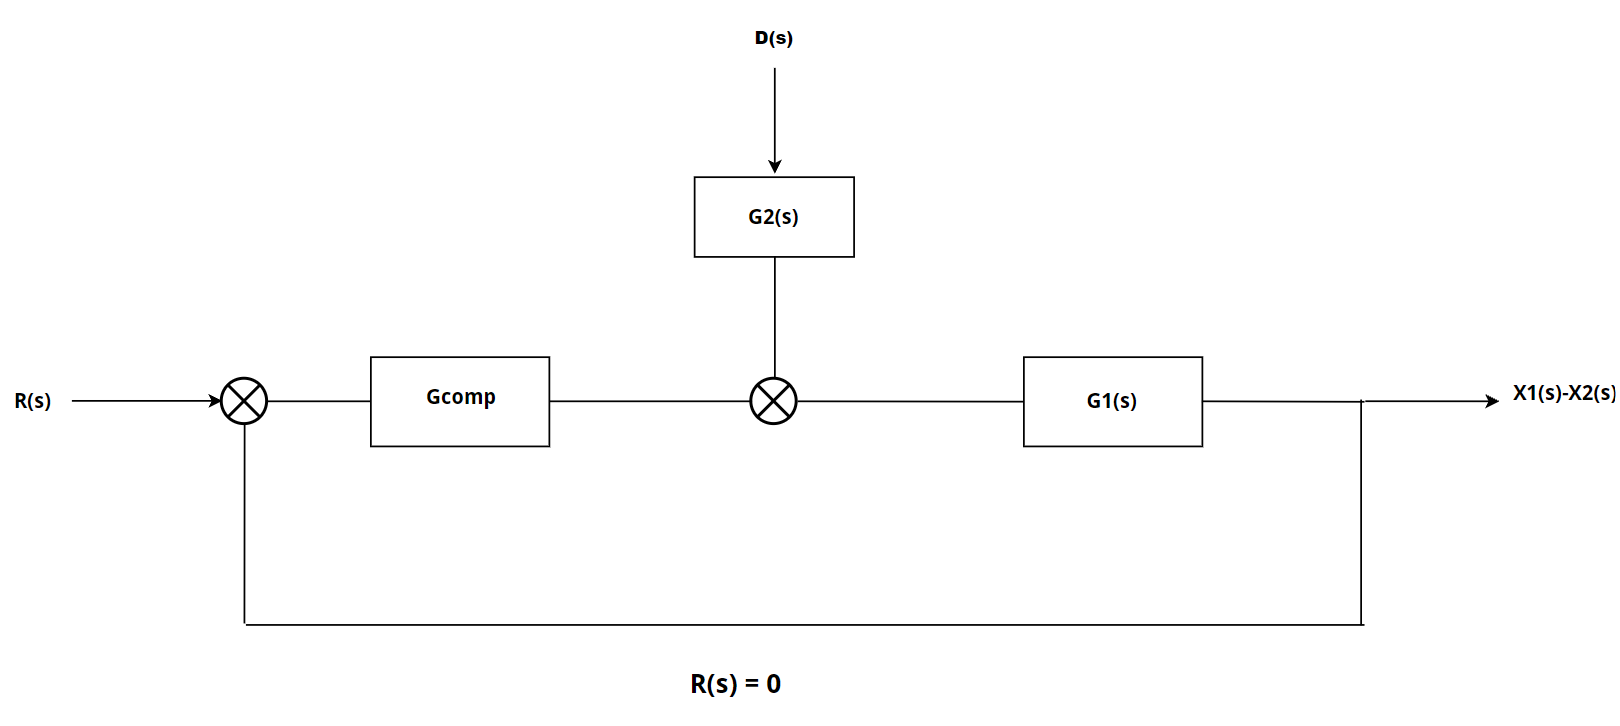 D(s)
G2(s)
R(s)
Gcomp
G1(s)
X1(s)-X2(s)
R(s) = 0